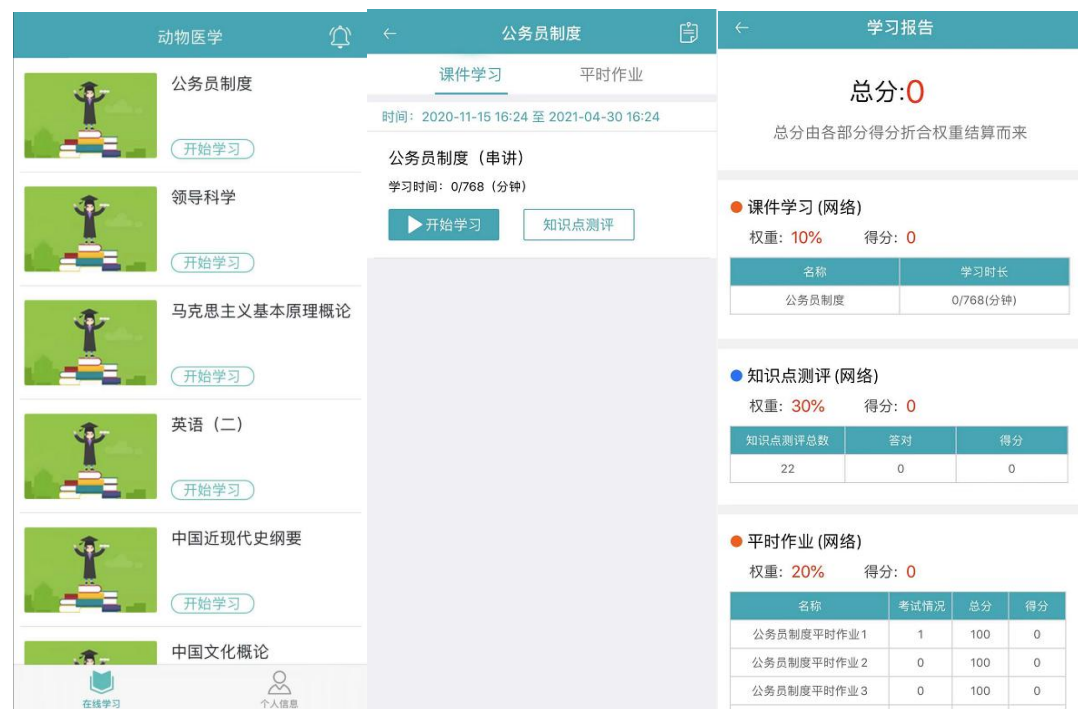 动物医学
公务员制度
开始学习
领导科学
开始学习
马克思主义基本原理概论
开始学习
英语（二）
开始学习
中国近现代史纲要
开始学习
中国文化概论
在线学习 个人信息
公务员制度
课件学习 平时作业
时间：2020-11-15 16:24 至 2021-04-30 16:24
公务员制度（串讲）
学习时间：0/768（分钟）
开始学习 知识点测评
学习报告
总分:0
总分由各部分得分折合权重结算而来
课件学习 (网络)
权重: 10% 得分: 0
名称 学习时长
公务员制度 0/768(分钟)
知识点测评 (网络)
权重: 30% 得分: 0
知识点测评总数 答对 得分
22 0 0
平时作业 (网络)
权重: 20% 得分: 0
名称 考试情况 总分 得分
公务员制度平时作业1 1 100 0
公务员制度平时作业2 0 100 0
公务员制度平时作业3 0 100 0